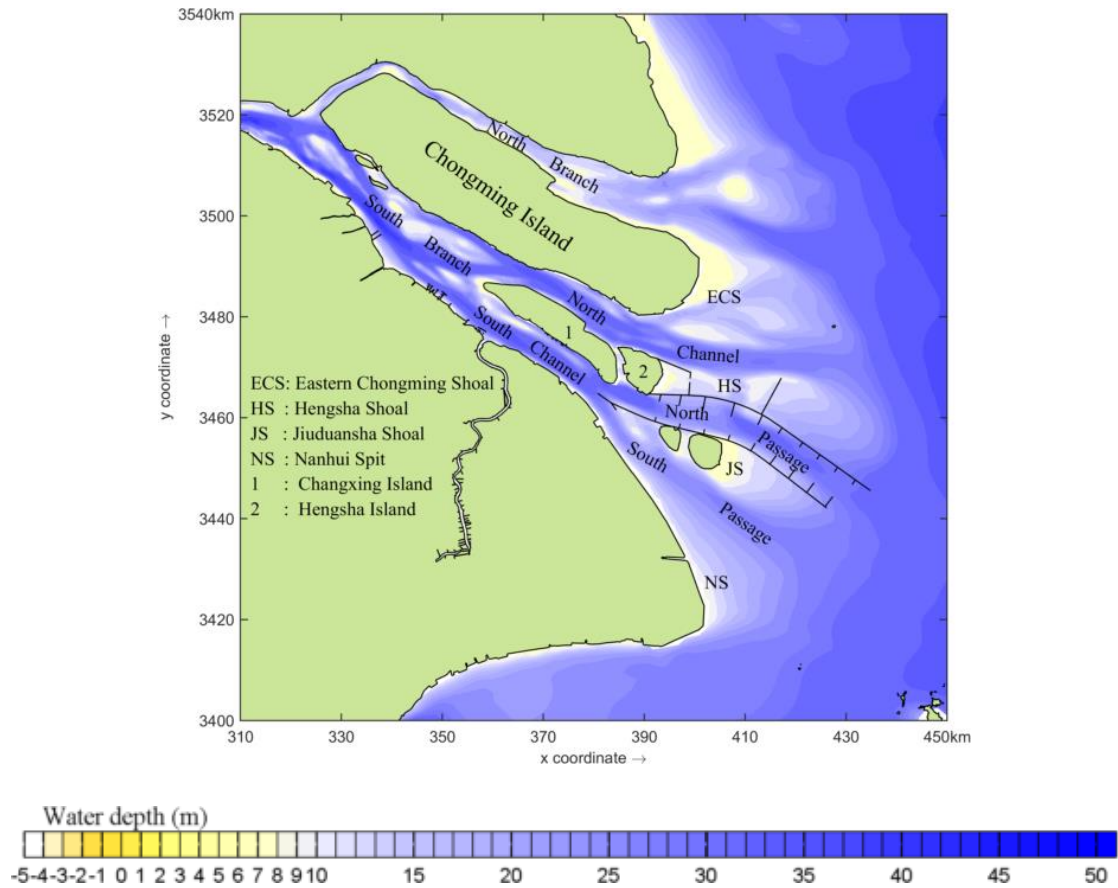 3540km
3520
3500
3480
3460
3440
3420
3400
y coordinate →
310
330
350
370
390
410
430
450km
x coordinate →
North
Branch
Chongming Island
South
Branch
ECS
North
Channel
South
Channel
1
2
HS
North
Passage
JS
South
Passage
NS
ECS: Eastern Chongming Shoal
HS : Hengsha Shoal
JS : Jiuduansha Shoal
NS : Nanhui Spit
1 : Changxing Island
2 : Hengsha Island
Water depth (m)
-5-4-3-2-1 0 1 2 3 4 5 6 7 8 9 10 15 20 25 30 35 40 45 50